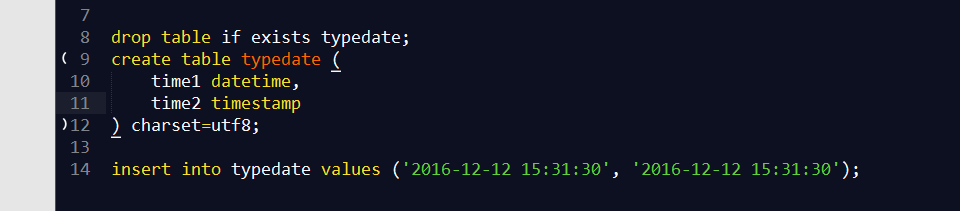 7
8 drop table if exists typedate;
9 create table typedate (
10 time1 datetime,
11 time2 timestamp
12 ) charset=utf8;
13
14 insert into typedate values ('2016-12-12 15:31:30', '2016-12-12 15:31:30');